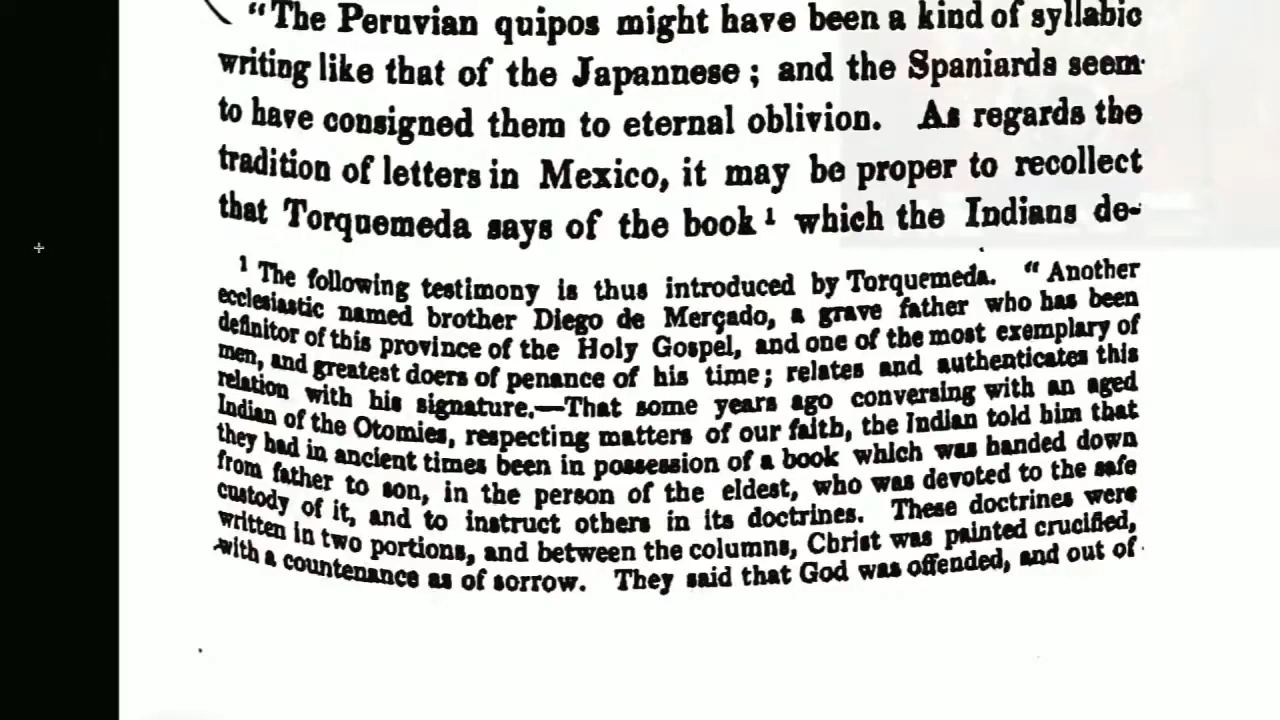 "The Peruvian quipos might have been a kind of syllabic
writing like that of the Japannese ; and the Spaniards seem
to have consigned them to eternal oblivion. As regards the
tradition of letters in Mexico, it may be proper to recollect
that Torquemeda says of the book ¹ which the Indians de-
¹ The following testimony is thus introduced by Torquemeda. " Another
ecclesiastic named brother Diego de Merçado, a grave father who has been
definitor of this province of the Holy Gospel, and one of the most exemplary of
men, and greatest doers of penance of his time ; relates and authenticates this
relation with his signature.—That some years ago conversing with an aged
Indian of the Otomies, respecting matters of our faith, the Indian told him that
they had in ancient times been in possession of a book which was handed down
from father to son, in the person of the eldest, who was devoted to the safe
custody of it, and to instruct others in its doctrines. These doctrines were
written in two portions, and between the columns, Christ was painted crucified,
with a countenance as of sorrow. They said that God was offended, and out of